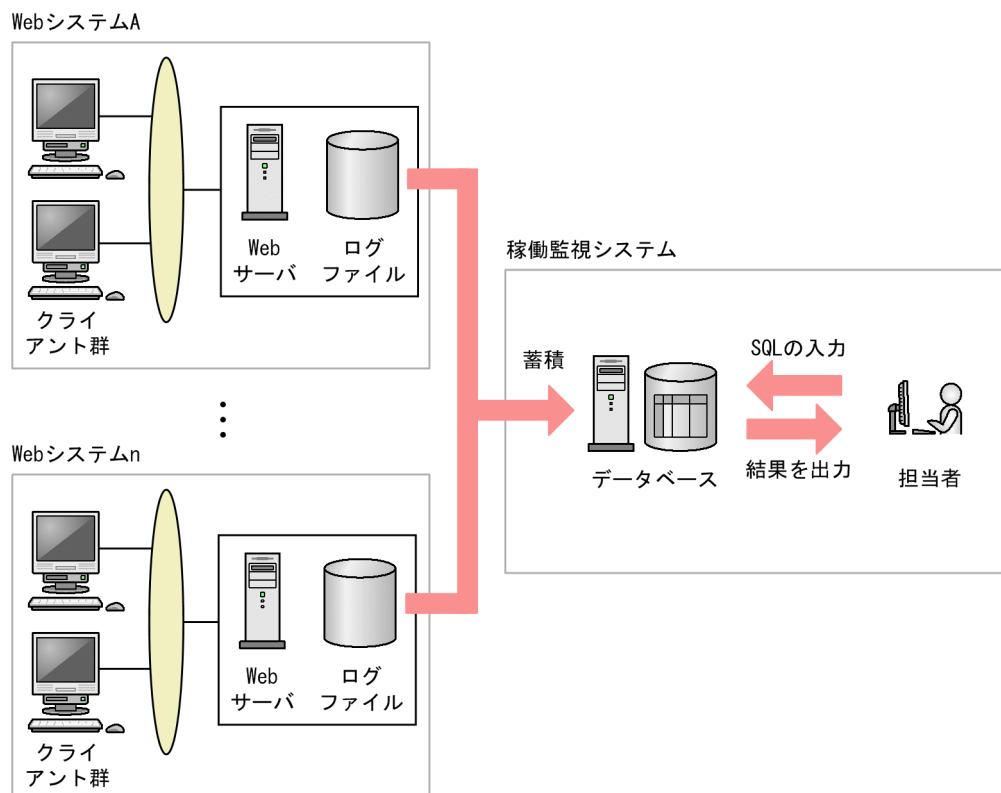 WebシステムA
Web
サーバ
ログ
ファイル
クライ
アント群
Webシステムn
Web
サーバ
ログ
ファイル
クライ
アント群
稼働監視システム
蓄積
SQLの入力
データベース
結果を出力
担当者